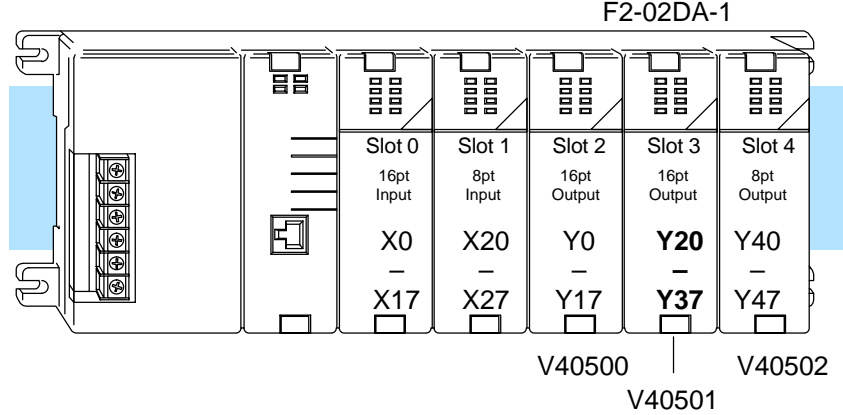 F2-02DA-1
Slot 0 Slot 1 Slot 2 Slot 3 Slot 4
16pt 8pt 16pt 16pt 8pt
Input Input Output Output Output
X0 X20 Y0 Y20 Y40
– – – – –
X17 X27 Y17 Y37 Y47
V40500 V40502
V40501